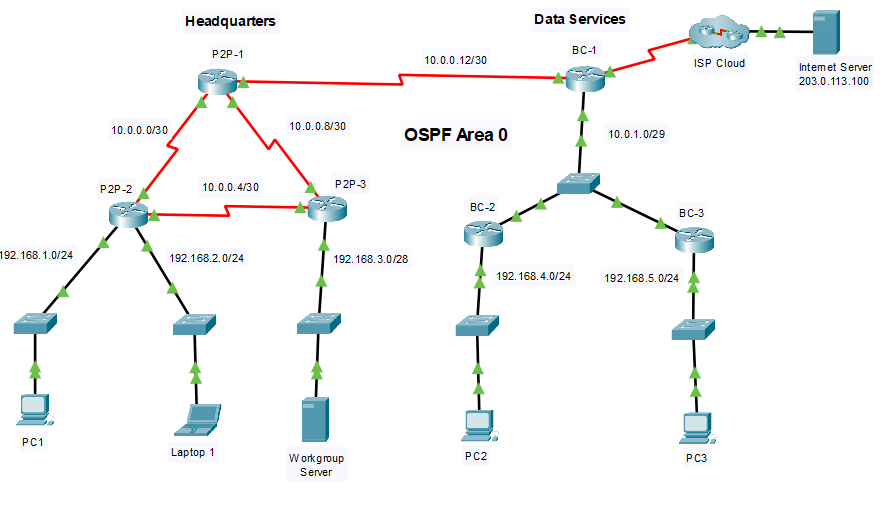 Headquarters
Data Services
P2P-1
BC-1
ISP Cloud
Internet Server
203.0.113.100
10.0.0.12/30
10.0.0.0/30
10.0.0.8/30
OSPF Area 0
10.0.1.0/29
P2P-2
10.0.0.4/30
P2P-3
BC-2
BC-3
192.168.1.0/24
192.168.2.0/24
192.168.3.0/28
192.168.4.0/24
192.168.5.0/24
PC1
Laptop 1
Workgroup
Server
PC2
PC3